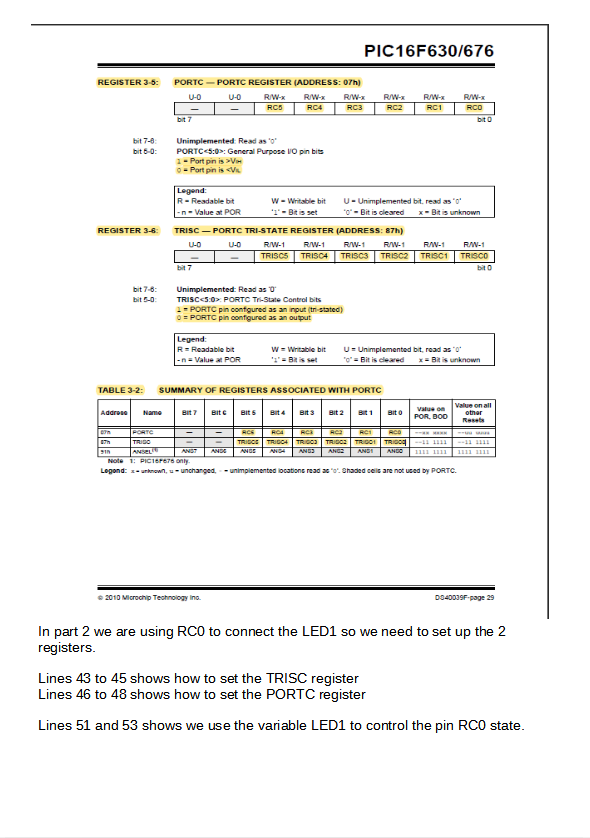 PIC16F630/676
REGISTER 3-5: PORTC — PORTC REGISTER (ADDRESS: 07h)
U-0 U-0 R/W-x R/W-x R/W-x R/W-x R/W-x R/W-x
— — RC5 RC4 RC3 RC2 RC1 RC0
bit 7 bit 0
bit 7-6: Unimplemented: Read as '0'
bit 5-0: PORTC<5:0>: General Purpose I/O pin bits
1 = Port pin is >VIH
0 = Port pin is <VIL
Legend:
R = Readable bit W = Writable bit U = Unimplemented bit, read as '0'
- n = Value at POR '1' = Bit is set '0' = Bit is cleared x = Bit is unknown
REGISTER 3-6: TRISC — PORTC TRI-STATE REGISTER (ADDRESS: 87h)
U-0 U-0 R/W-1 R/W-1 R/W-1 R/W-1 R/W-1 R/W-1
— — TRISC5 TRISC4 TRISC3 TRISC2 TRISC1 TRISC0
bit 7 bit 0
bit 7-6: Unimplemented: Read as '0'
bit 5-0: TRISC<5:0>: PORTC Tri-State Control bits
1 = PORTC pin configured as an input (tri-stated)
0 = PORTC pin configured as an output
Legend:
R = Readable bit W = Writable bit U = Unimplemented bit, read as '0'
- n = Value at POR '1' = Bit is set '0' = Bit is cleared x = Bit is unknown
TABLE 3-2: SUMMARY OF REGISTERS ASSOCIATED WITH PORTC
Address Name Bit 7 Bit 6 Bit 5 Bit 4 Bit 3 Bit 2 Bit 1 Bit 0 Value on POR, BOD Value on all other Resets
07h PORTC — — RC5 RC4 RC3 RC2 RC1 RC0 --xx xxxx --uu uuuu
87h TRISC — — TRISC5 TRISC4 TRISC3 TRISC2 TRISC1 TRISC0 --11 1111 --11 1111
91h ANSEL(1) ANS7 ANS6 ANS5 ANS4 ANS3 ANS2 ANS1 ANS0 1111 1111 1111 1111
Note 1: PIC16F676 only.
Legend: x = unknown, u = unchanged, - = unimplemented locations read as '0'. Shaded cells are not used by PORTC.
© 2010 Microchip Technology Inc. DS40039F-page 29
In part 2 we are using RC0 to connect the LED1 so we need to set up the 2
registers.
Lines 43 to 45 shows how to set the TRISC register
Lines 46 to 48 shows how to set the PORTC register
Lines 51 and 53 shows we use the variable LED1 to control the pin RC0 state.